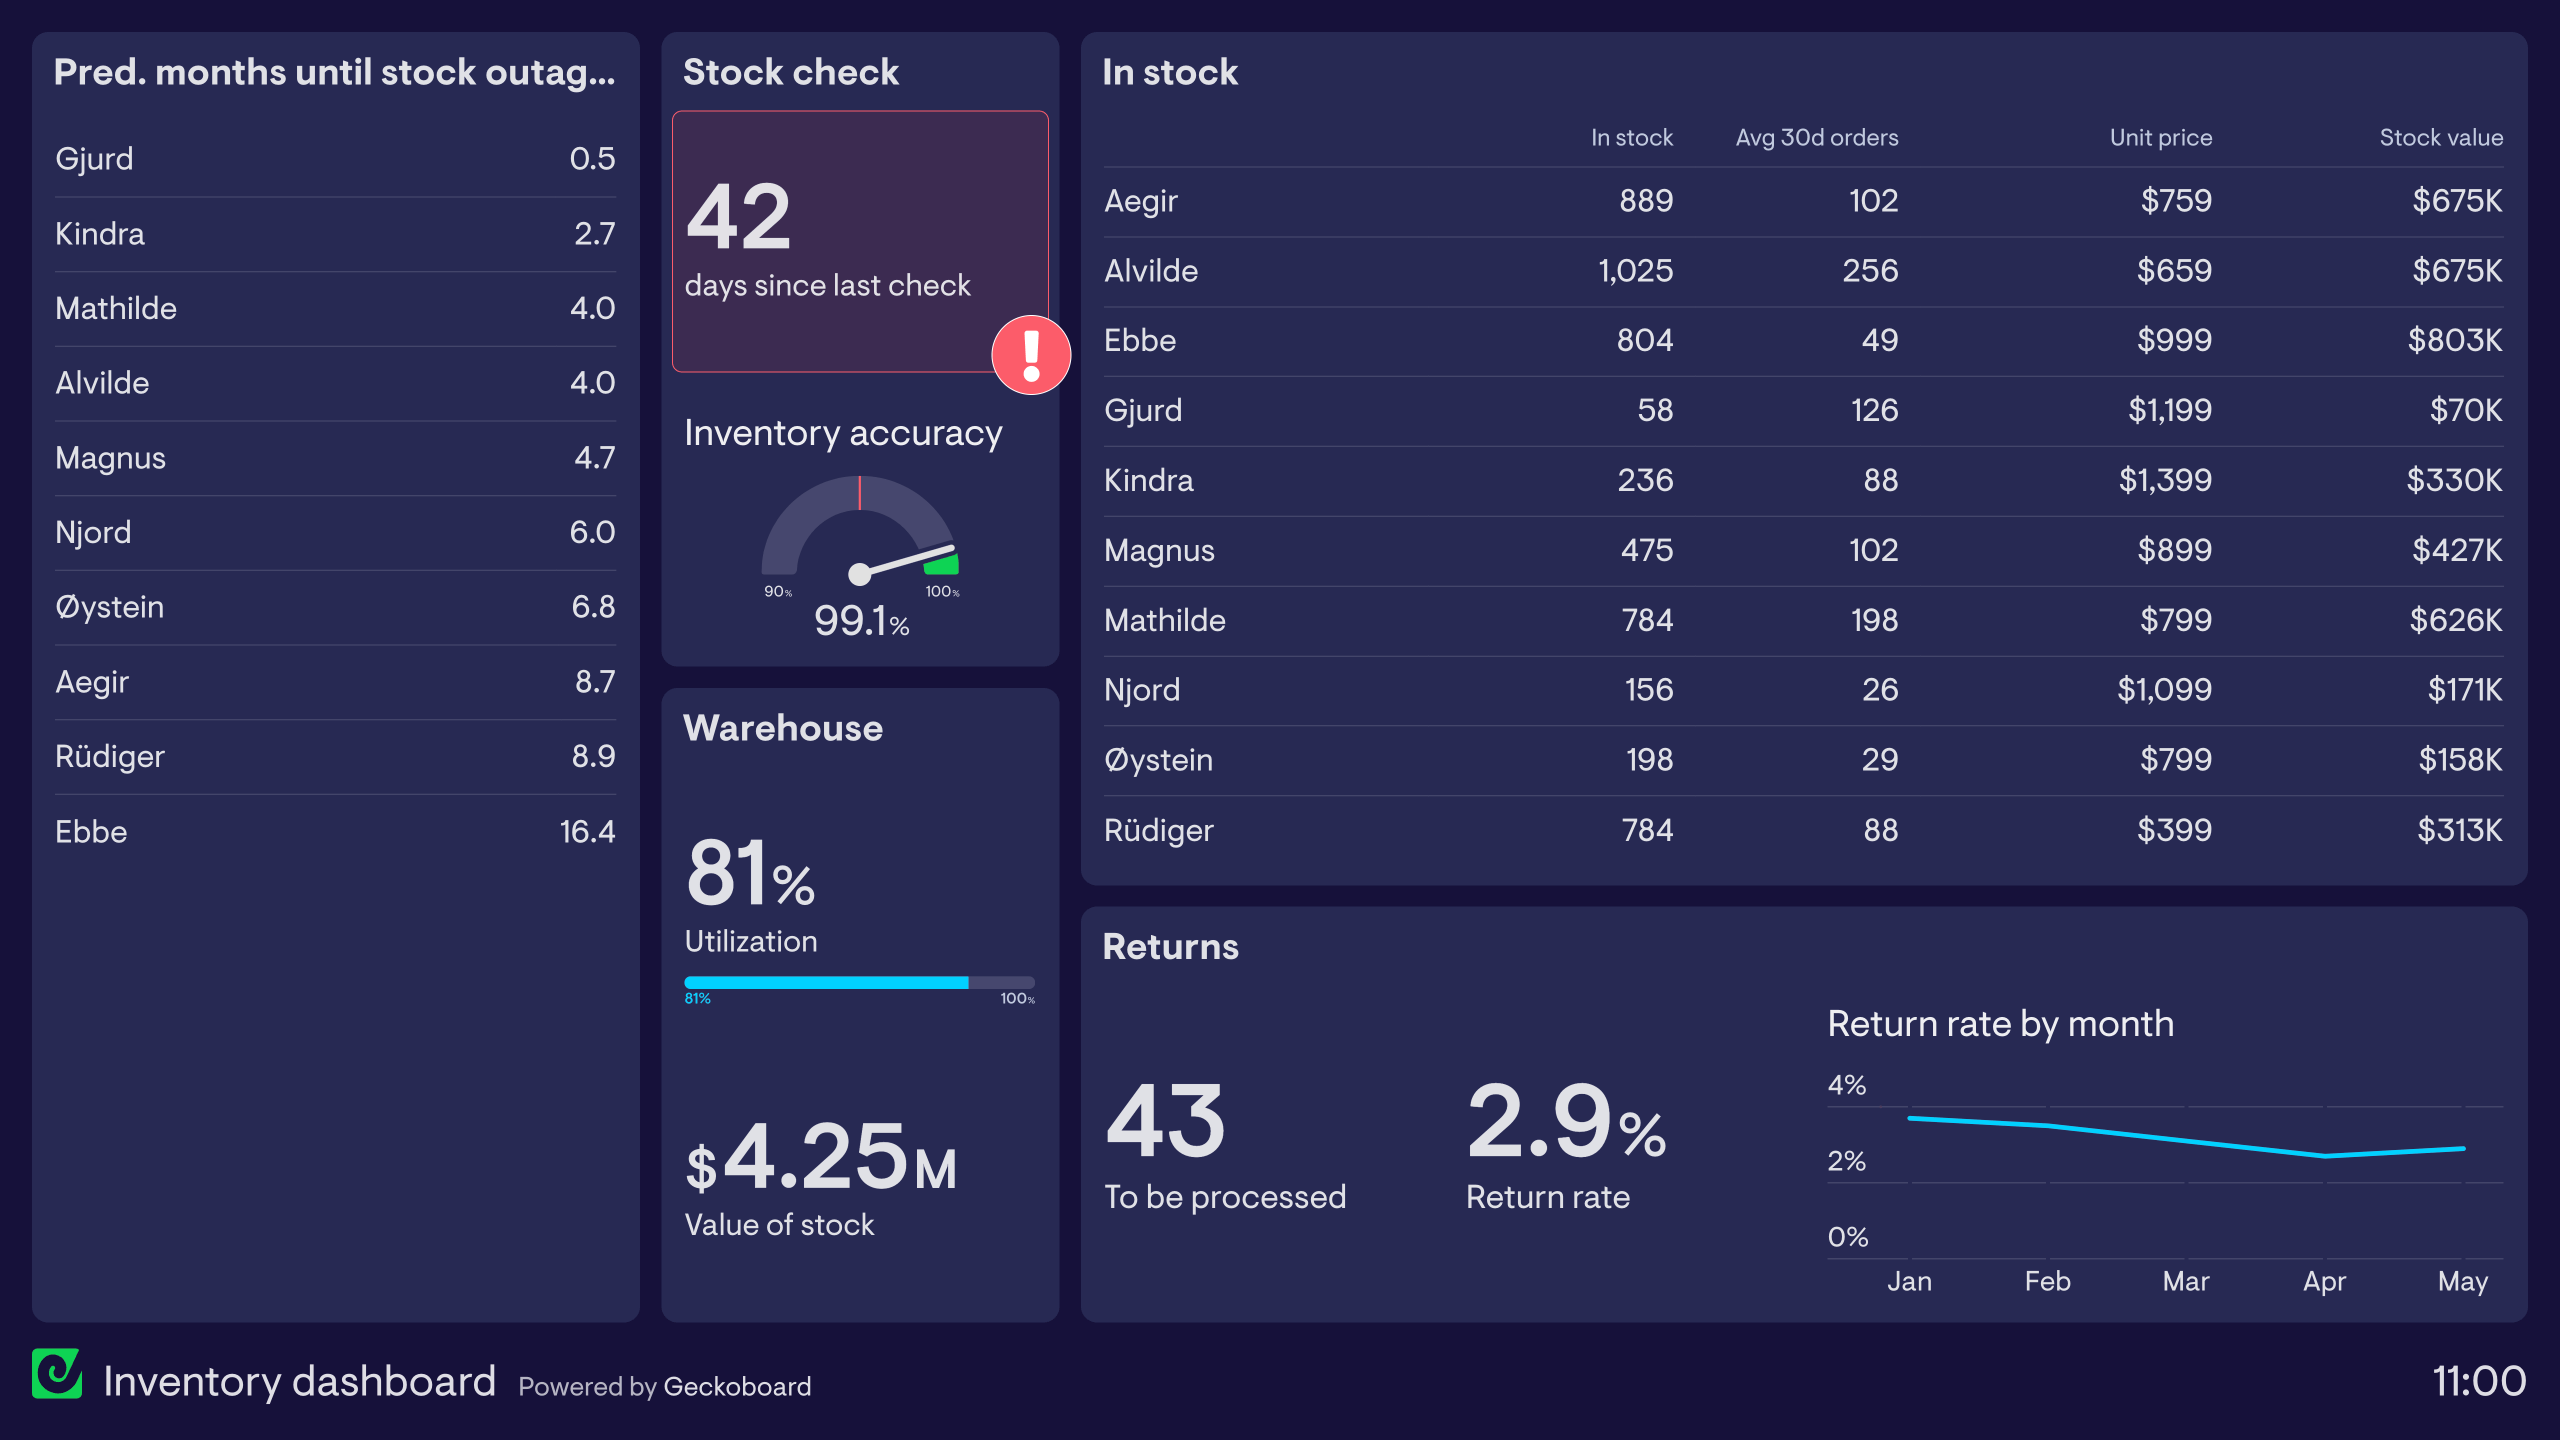 Pred. months until stock outag...
Gjurd 0.5
Kindra 2.7
Mathilde 4.0
Alvilde 4.0
Magnus 4.7
Njord 6.0
Øystein 6.8
Aegir 8.7
Rüdiger 8.9
Ebbe 16.4
Stock check
42
days since last check
!
Inventory accuracy
90% 100%
99.1%
Warehouse
81%
Utilization
81% 100%
$4.25M
Value of stock
In stock
In stock Avg 30d orders Unit price Stock value
Aegir 889 102 $759 $675K
Alvilde 1,025 256 $659 $675K
Ebbe 804 49 $999 $803K
Gjurd 58 126 $1,199 $70K
Kindra 236 88 $1,399 $330K
Magnus 475 102 $899 $427K
Mathilde 784 198 $799 $626K
Njord 156 26 $1,099 $171K
Øystein 198 29 $799 $158K
Rüdiger 784 88 $399 $313K
Returns
43
To be processed
2.9%
Return rate
Return rate by month
4%
2%
0%
Jan Feb Mar Apr May
Inventory dashboard Powered by Geckoboard
11:00